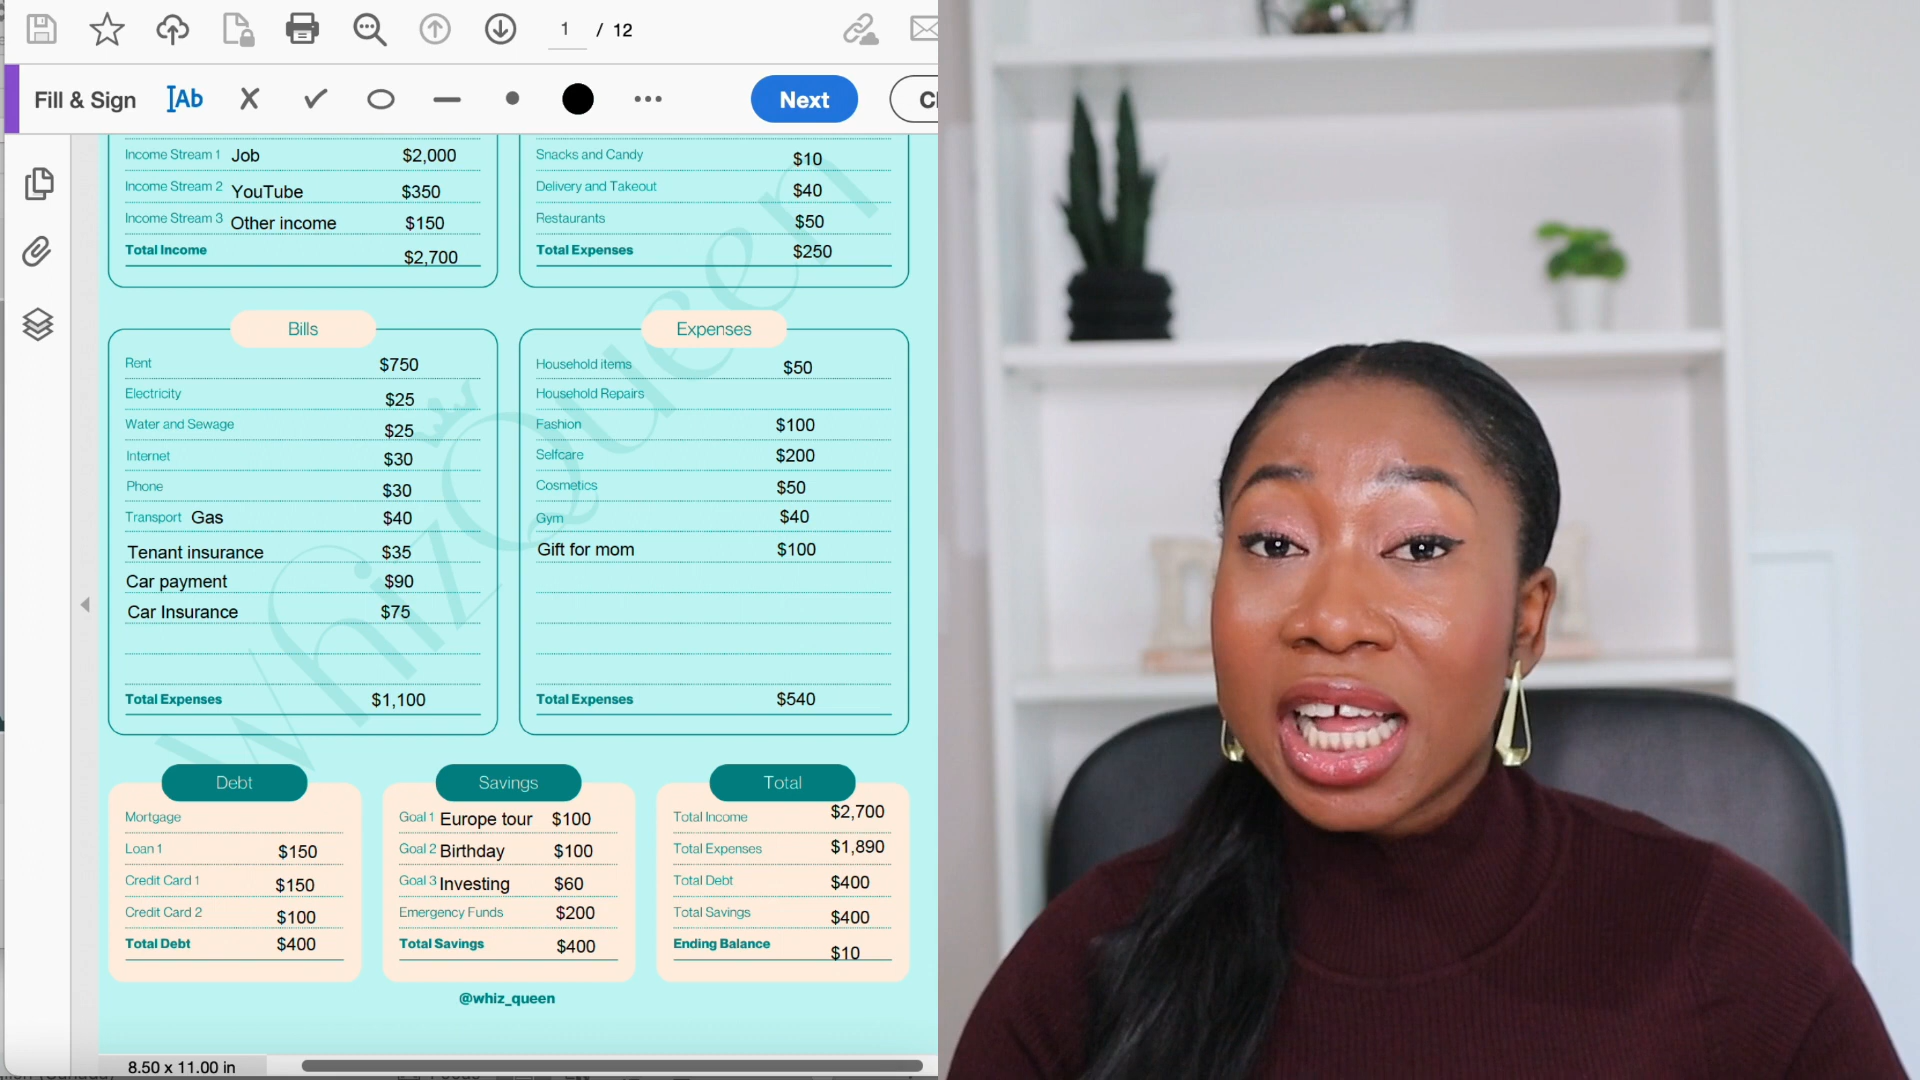 1 / 12
Fill & Sign Ab Next
Income Stream 1 Job $2,000
Income Stream 2 YouTube $350
Income Stream 3 Other income $150
Total Income $2,700
Snacks and Candy $10
Delivery and Takeout $40
Restaurants $50
Total Expenses $250
Bills
Rent $750
Electricity $25
Water and Sewage $25
Internet $30
Phone $30
Transport Gas $40
Tenant insurance $35
Car payment $90
Car Insurance $75
Total Expenses $1,100
Expenses
Household items $50
Household Repairs
Fashion $100
Selfcare $200
Cosmetics $50
Gym $40
Gift for mom $100
Total Expenses $540
WhizQueen
Debt
Mortgage
Loan 1 $150
Credit Card 1 $150
Credit Card 2 $100
Total Debt $400
Savings
Goal 1 Europe tour $100
Goal 2 Birthday $100
Goal 3 Investing $60
Emergency Funds $200
Total Savings $400
Total
Total Income $2,700
Total Expenses $1,890
Total Debt $400
Total Savings $400
Ending Balance $10
@whiz_queen
8.50 x 11.00 in